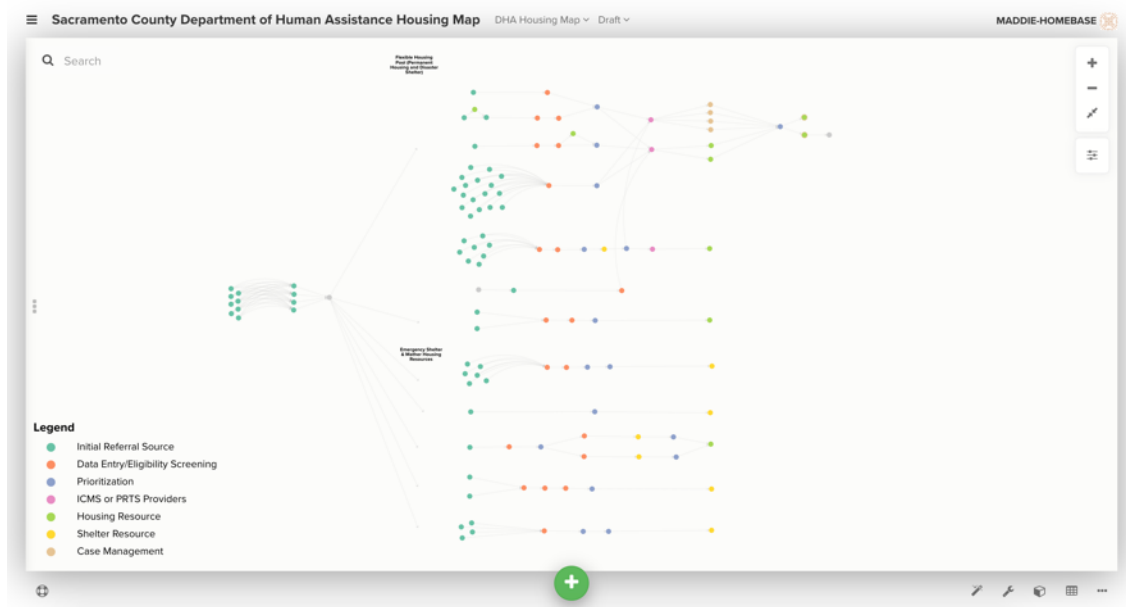 Sacramento County Department of Human Assistance Housing Map
DHA Housing Map
Draft
MADDIE-HOMEBASE
Search
Flexible Housing
Pool (Permanent
Housing and Disaster
Shelter)
Emergency Shelter
& Mather Housing
Resources
Legend
Initial Referral Source
Data Entry/Eligibility Screening
Prioritization
ICMS or PRTS Providers
Housing Resource
Shelter Resource
Case Management